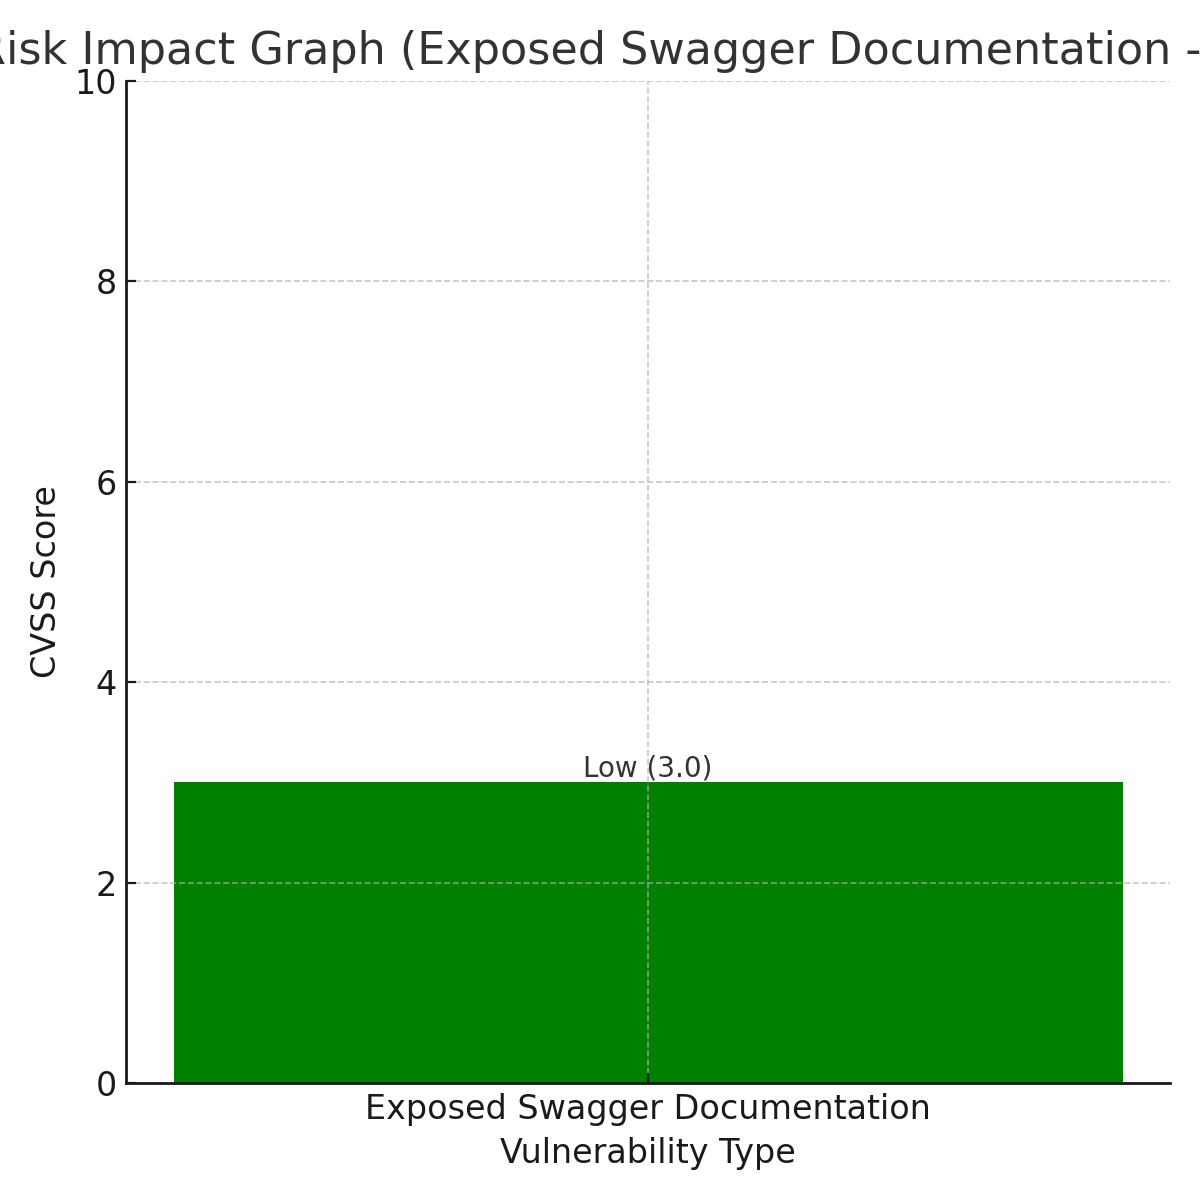 Risk Impact Graph (Exposed Swagger Documentation -
10
8
6
4
2
0
CVSS Score
Low (3.0)
Exposed Swagger Documentation
Vulnerability Type